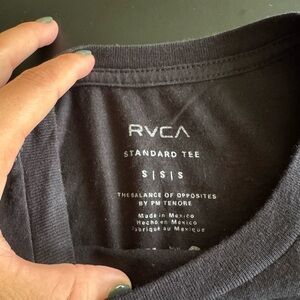 RVCA
STANDARD TEE
S | S | S
THE BALANCE OF OPPOSITES
BY PM TENORE
Made in Mexico
Hecho en Mexico
Fabriqué au Mexique